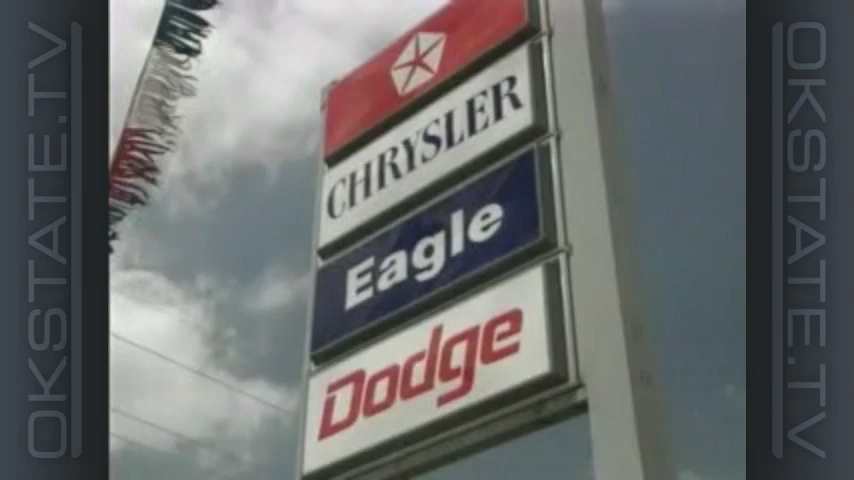 OKSTATE.TV
CHRYSLER
Eagle
Dodge
OKSTATE.TV